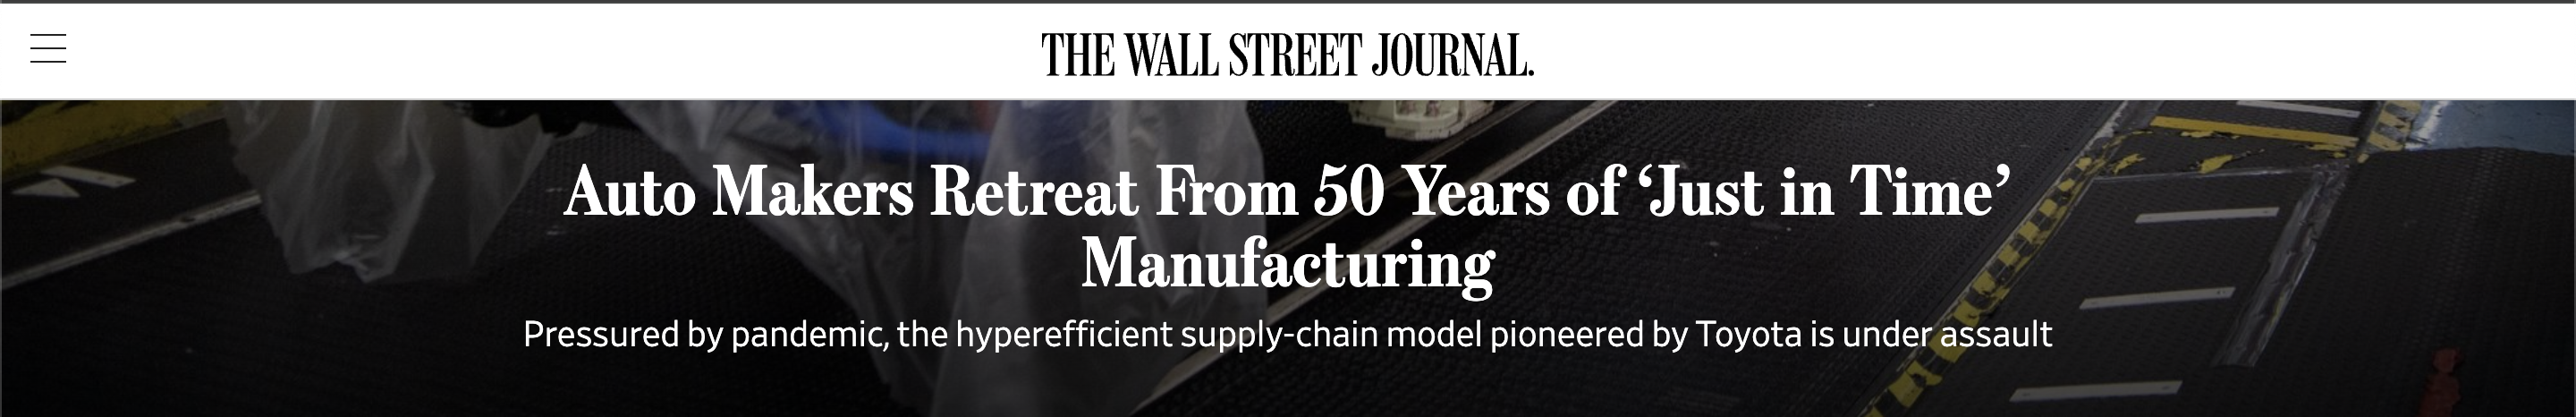 THE WALL STREET JOURNAL.
Auto Makers Retreat From 50 Years of ‘Just in Time’
Manufacturing
Pressured by pandemic, the hyperefficient supply-chain model pioneered by Toyota is under assault